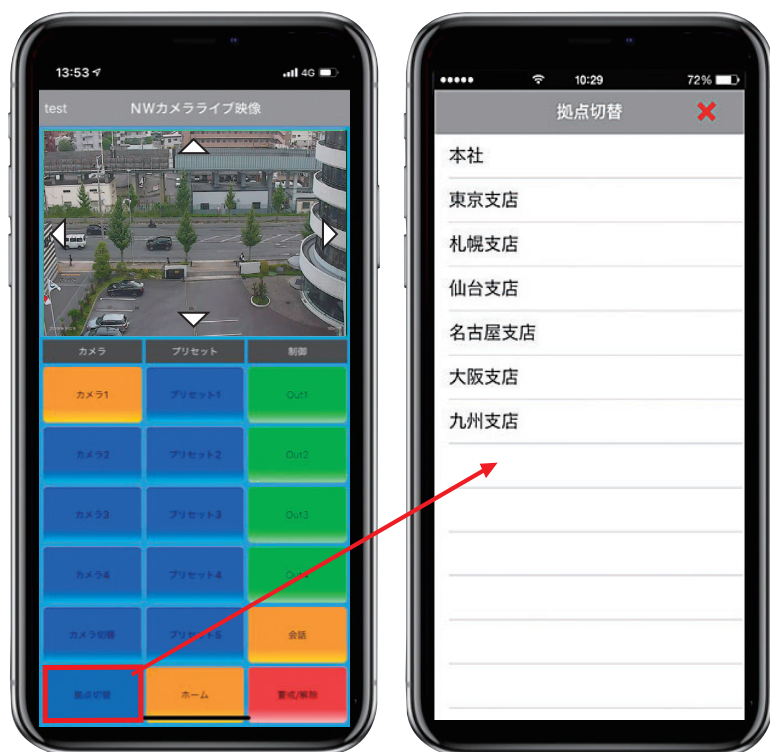 13:53 4G
test NWカメラライブ映像
カメラ プリセット 制御
カメラ1 プリセット1 Out1
カメラ2 プリセット2 Out2
カメラ3 プリセット3 Out3
カメラ4 プリセット4 Out4
カメラ切替 プリセット5 会話
拠点切替 ホーム 警戒/解除
10:29 72%
拠点切替
本社
東京支店
札幌支店
仙台支店
名古屋支店
大阪支店
九州支店